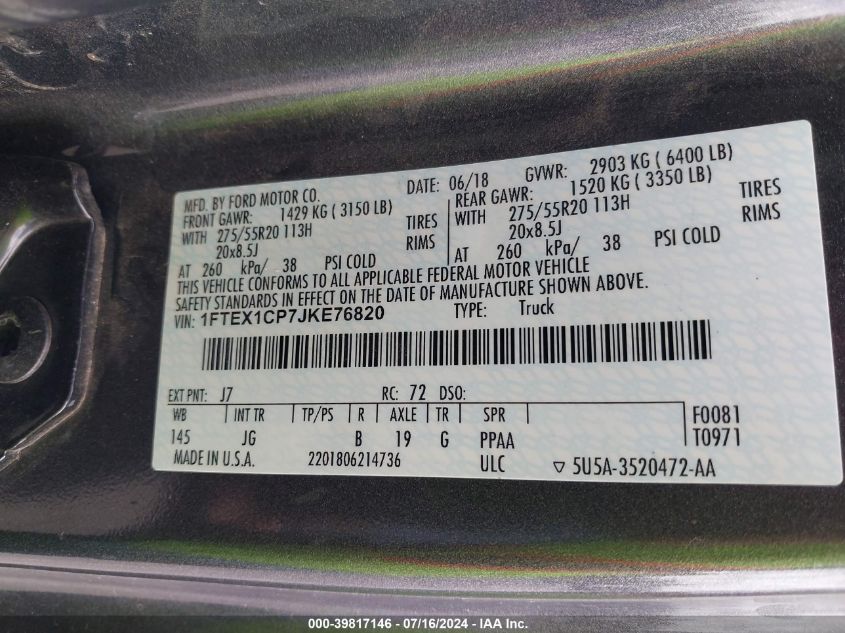 MFD. BY FORD MOTOR CO. DATE: 06/18 GVWR: 2903 KG ( 6400 LB)
FRONT GAWR: 1429 KG ( 3150 LB) REAR GAWR: 1520 KG ( 3350 LB)
WITH 275/55R20 113H TIRES WITH 275/55R20 113H TIRES
20x8.5J RIMS 20x8.5J RIMS
AT 260 kPa/ 38 PSI COLD AT 260 kPa/ 38 PSI COLD
THIS VEHICLE CONFORMS TO ALL APPLICABLE FEDERAL MOTOR VEHICLE
SAFTY STANDARDS IN EFFECT ON THE DATE OF MANUFACTURE SHOWN ABOVE.
VIN: 1FTEX1CP7JKE76820 TYPE: Truck
EXT PNT: J7 RC: 72 DSO:
WB INT TR TP/PS R AXLE TR SPR F0081
145 JG B 19 G PPAA T0971
MADE IN U.S.A. 2201806214736 ULC ▽ 5U5A-3520472-AA
000-39817146 - 07/16/2024 - IAA Inc.